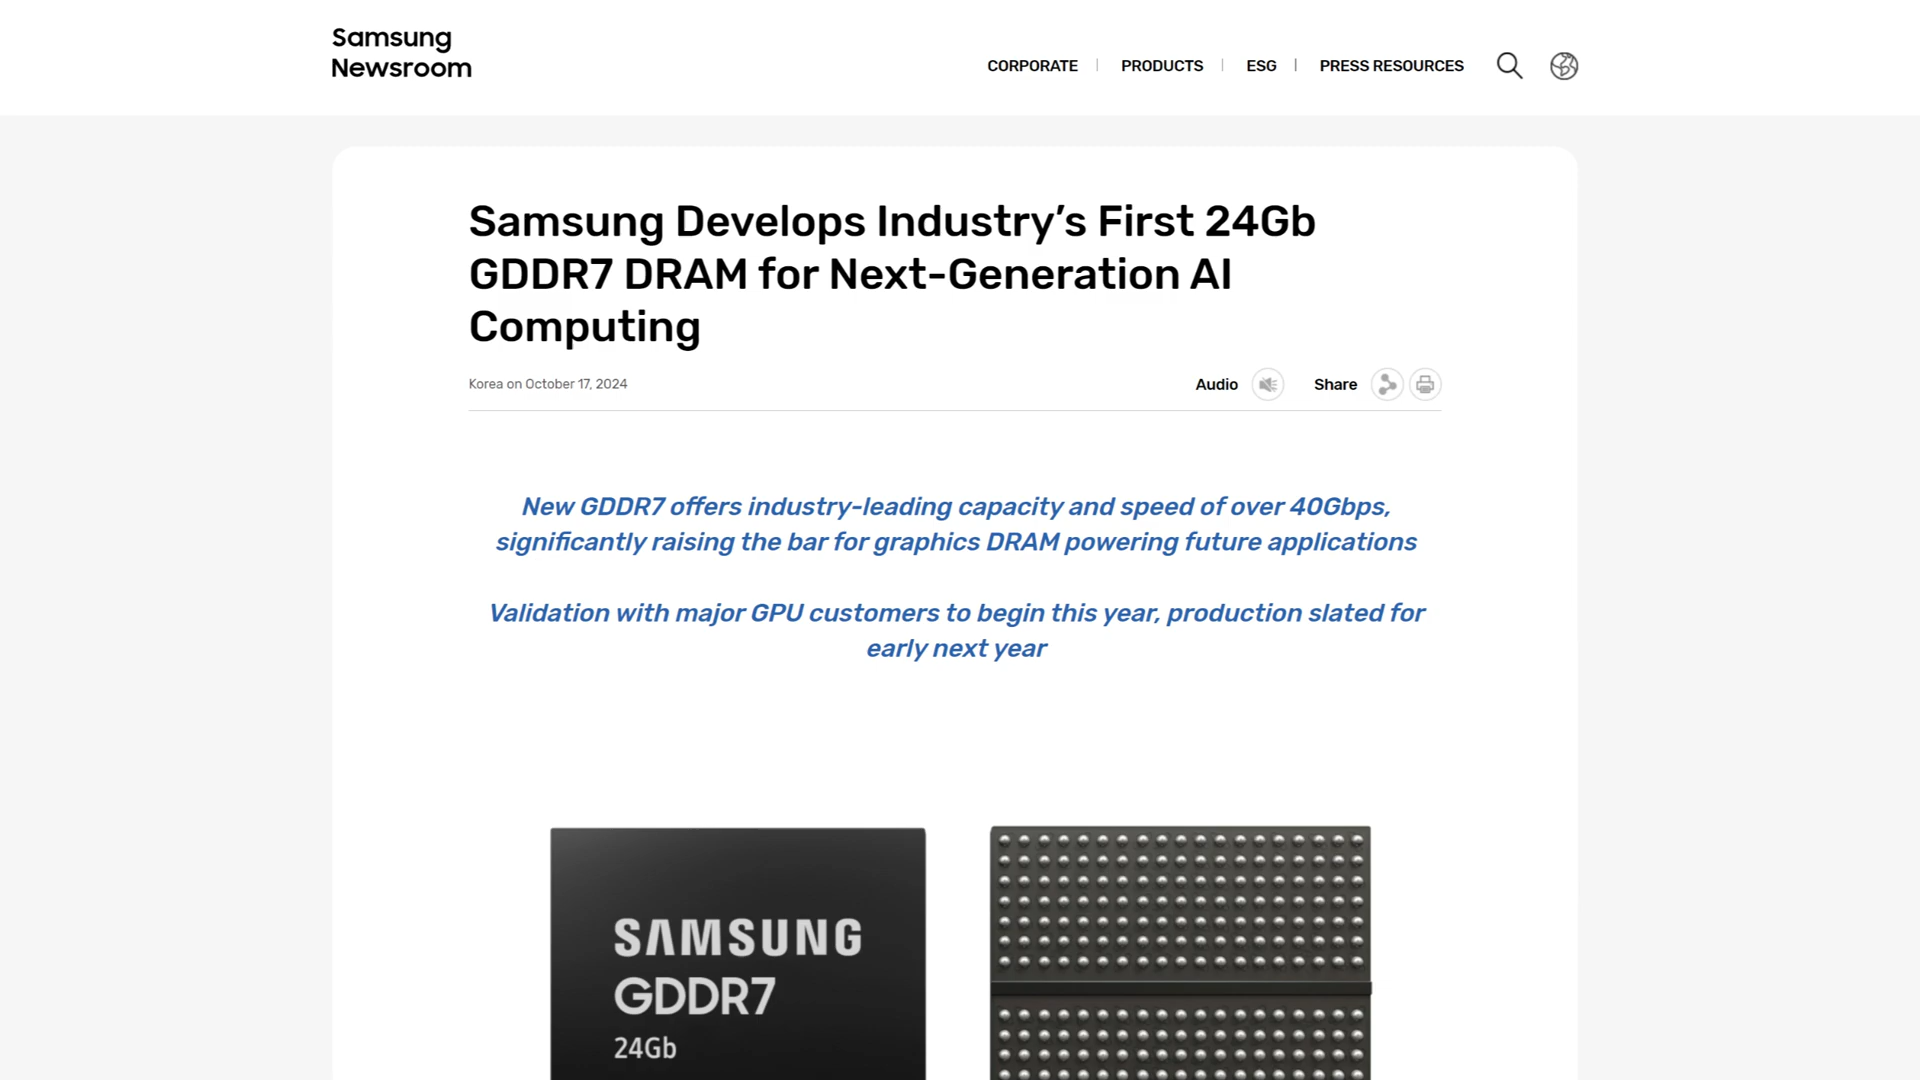 Samsung
Newsroom
CORPORATE
PRODUCTS
ESG
PRESS RESOURCES
Samsung Develops Industry’s First 24Gb
GDDR7 DRAM for Next-Generation AI
Computing
Korea on October 17, 2024
Audio
Share
New GDDR7 offers industry-leading capacity and speed of over 40Gbps,
significantly raising the bar for graphics DRAM powering future applications
Validation with major GPU customers to begin this year, production slated for
early next year
SAMSUNG
GDDR7
24Gb